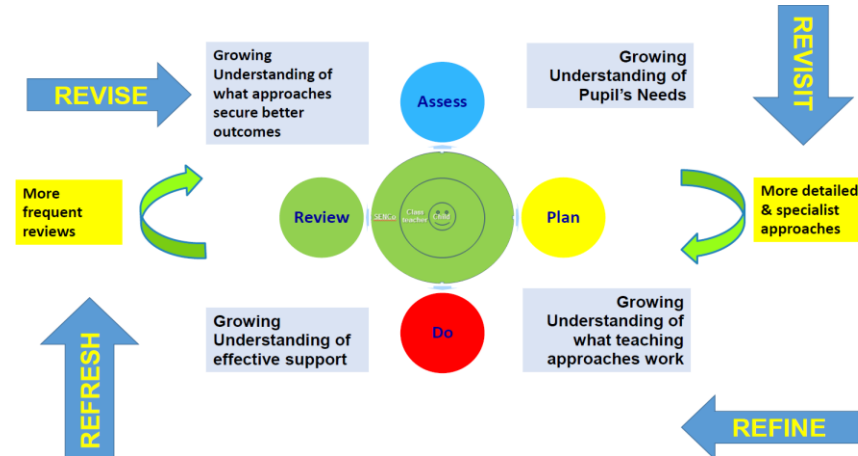 REVISE
Growing
Understanding of
what approaches
secure better
outcomes
Assess
Growing
Understanding of
Pupil's Needs
REVISIT
More
frequent
reviews
Review
SENCo
Class
teacher
Child
Plan
More detailed
& specialist
approaches
REFRESH
Growing
Understanding of
effective support
Do
Growing
Understanding of
what teaching
approaches work
REFINE